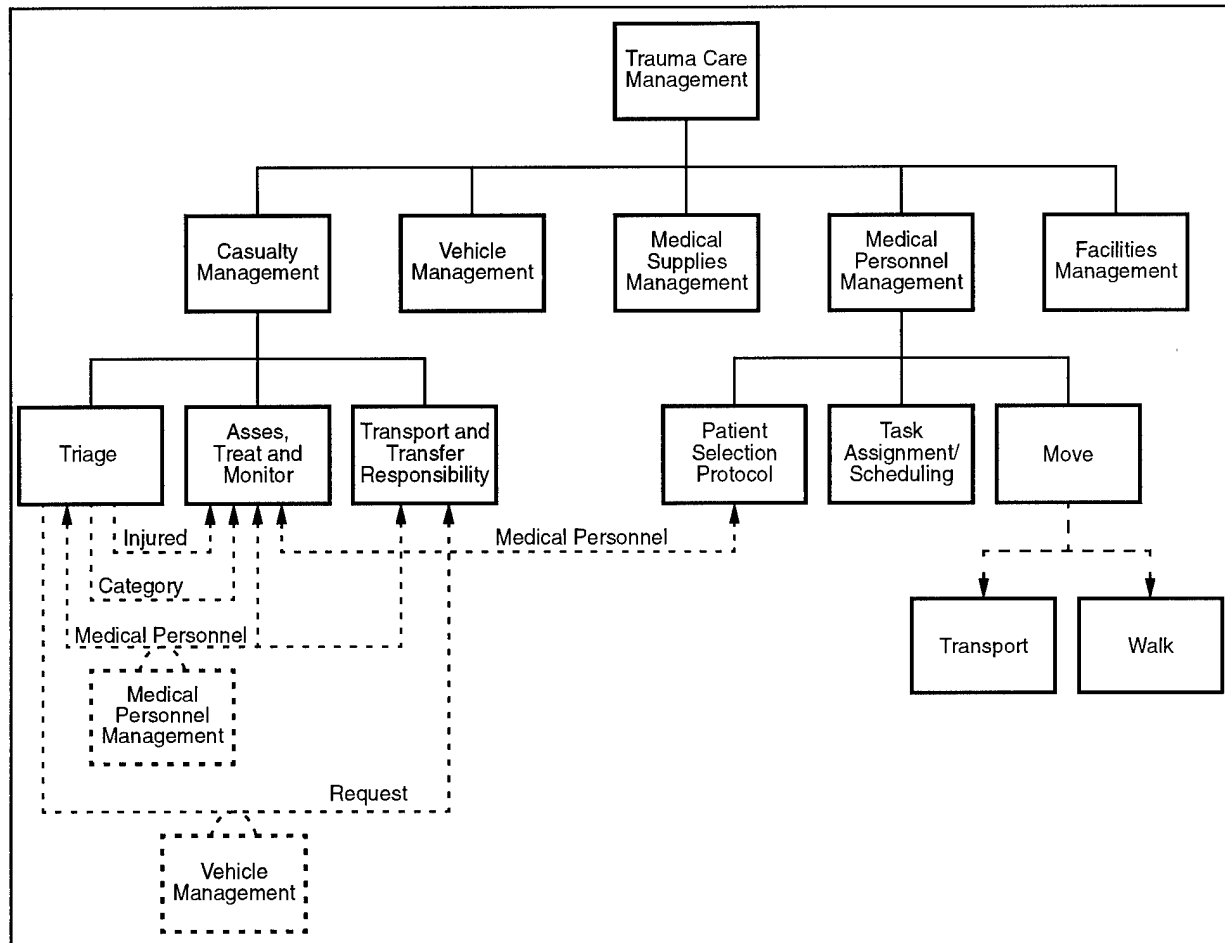 Trauma Care
Management
Casualty
Management
Vehicle
Management
Medical
Supplies
Management
Medical
Personnel
Management
Facilities
Management
Triage
Asses,
Treat and
Monitor
Transport and
Transfer
Responsibility
Patient
Selection
Protocol
Task
Assignment/
Scheduling
Move
Injured
Medical Personnel
Category
Medical Personnel
Transport
Walk
Medical
Personnel
Management
Request
Vehicle
Management